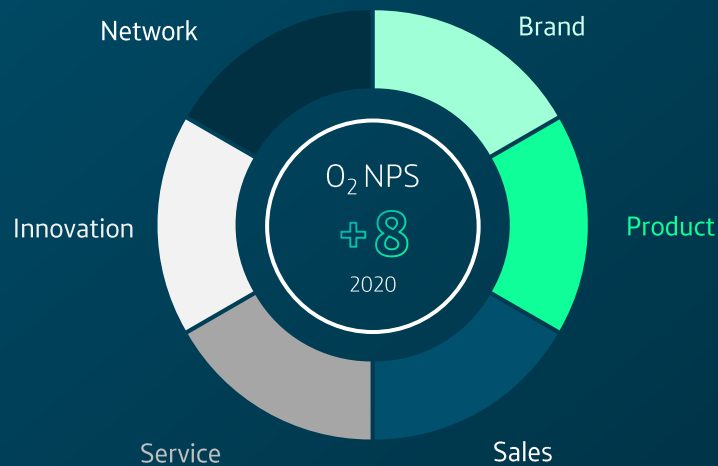 Network
Brand
O₂ NPS
+8
2020
Innovation
Product
Service
Sales